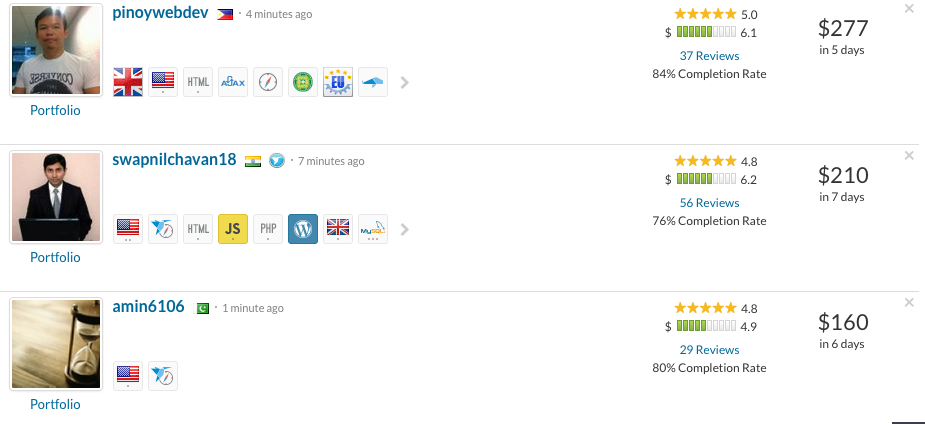 pinoywebdev · 4 minutes ago
5.0
$ 6.1
37 Reviews
84% Completion Rate
$277
in 5 days
HTML AJAX EU
Portfolio
swapnilchavan18 · 7 minutes ago
4.8
$ 6.2
56 Reviews
76% Completion Rate
$210
in 7 days
HTML JS PHP W MySQL
Portfolio
amin6106 · 1 minute ago
4.8
$ 4.9
29 Reviews
80% Completion Rate
$160
in 6 days
Portfolio